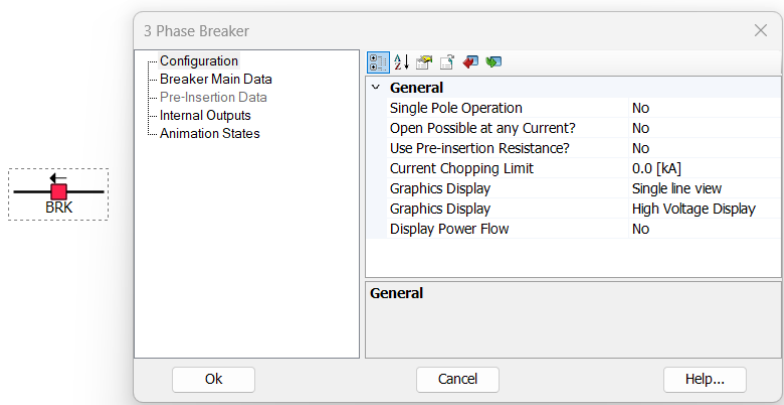 3 Phase Breaker
Configuration
Breaker Main Data
Pre-Insertion Data
Internal Outputs
Animation States
General
Single Pole Operation No
Open Possible at any Current? No
Use Pre-insertion Resistance? No
Current Chopping Limit 0.0 [kA]
Graphics Display Single line view
Graphics Display High Voltage Display
Display Power Flow No
General
BRK
Ok Cancel Help...